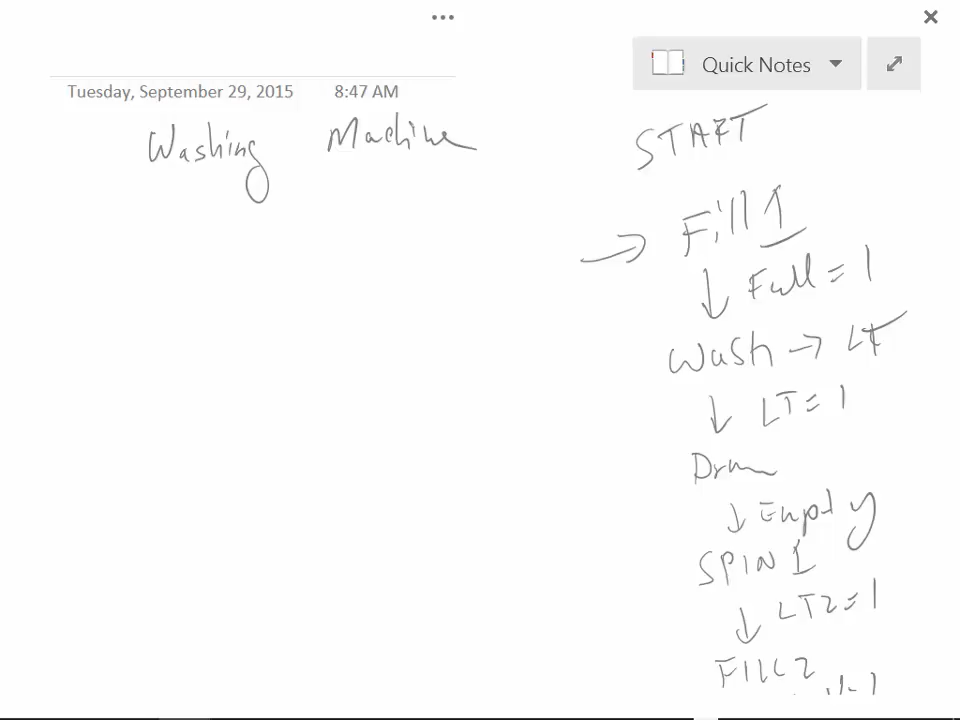 Quick Notes
Tuesday, September 29, 2015 8:47 AM
Washing Machine
START
→ Fill 1
↓ Full = 1
Wash → LT
↓ LT = 1
↓ Empty
SPIN 1
↓ LT2 = 1
FILL 2